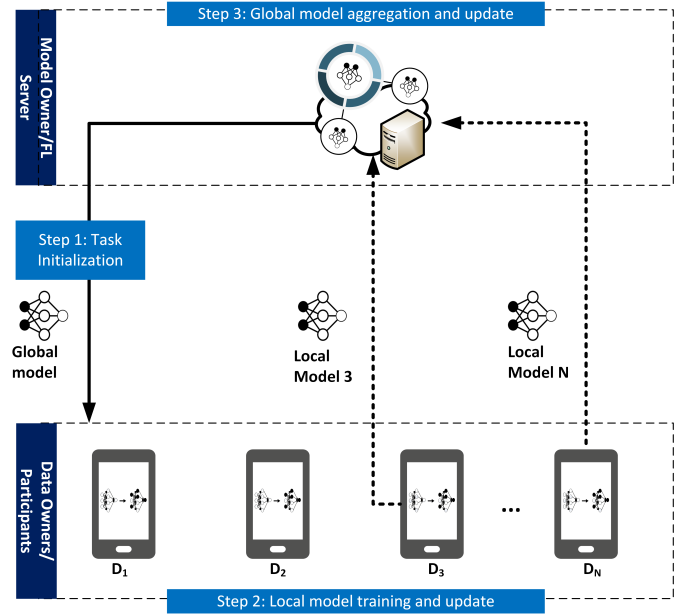 Step 3: Global model aggregation and update
Model Owner/FL
Server
Step 1: Task
Initialization
Global
model
Local
Model 3
Local
Model N
Data Owners/
Participants
D1
D2
D3
...
DN
Step 2: Local model training and update